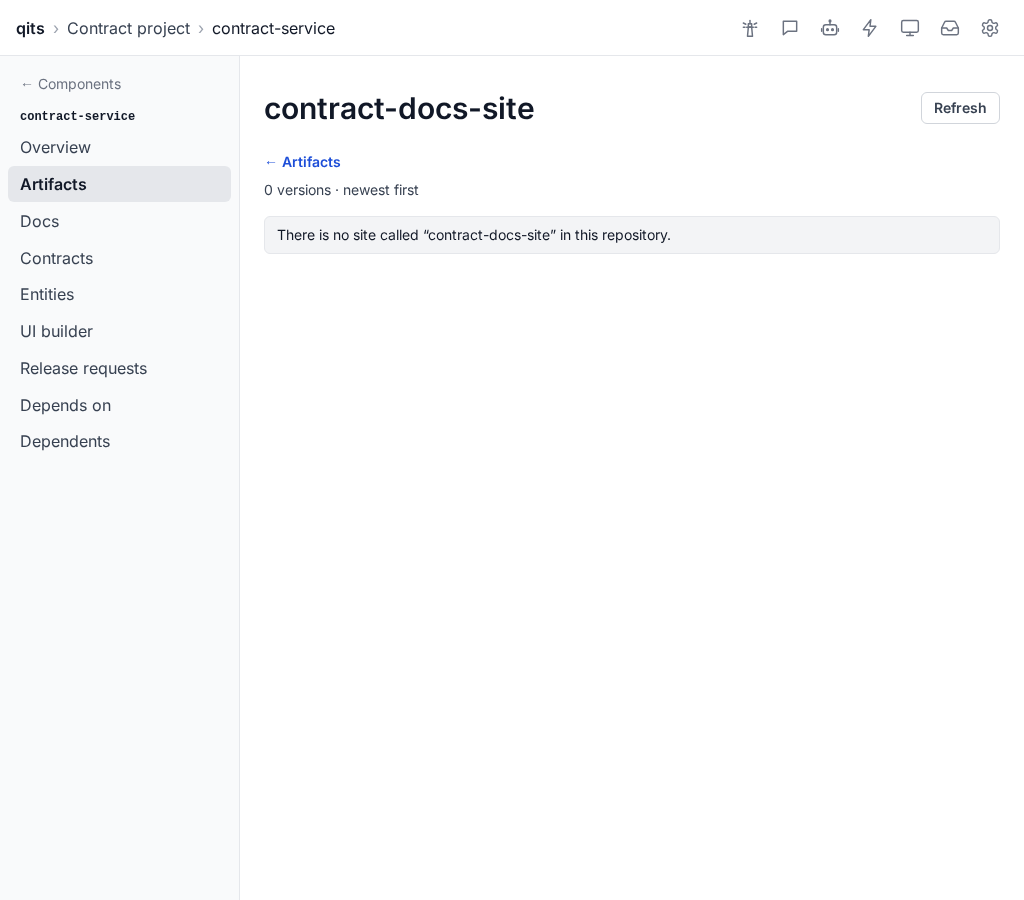 qits › Contract project › contract-service
← Components
contract-service
Overview
Artifacts
Docs
Contracts
Entities
UI builder
Release requests
Depends on
Dependents
contract-docs-site
Refresh
← Artifacts
0 versions · newest first
There is no site called “contract-docs-site” in this repository.